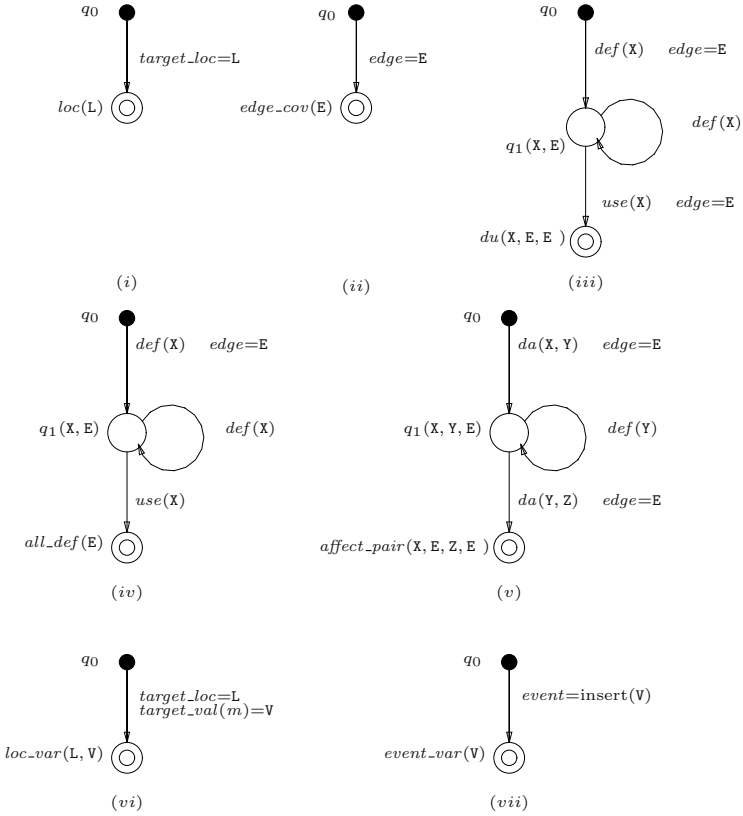 q0 q0 q0
target_loc=L edge=E def(X) edge=E
loc(L) edge_cov(E) def(X)
q1(X, E)
use(X) edge=E
du(X, E, E )
(i) (ii) (iii)
q0 q0
def(X) edge=E da(X, Y) edge=E
q1(X, E) def(X) q1(X, Y, E) def(Y)
use(X) da(Y, Z) edge=E
all_def(E) affect_pair(X, E, Z, E )
(iv) (v)
q0 q0
target_loc=L event=insert(V)
target_val(m)=V
loc_var(L, V) event_var(V)
(vi) (vii)